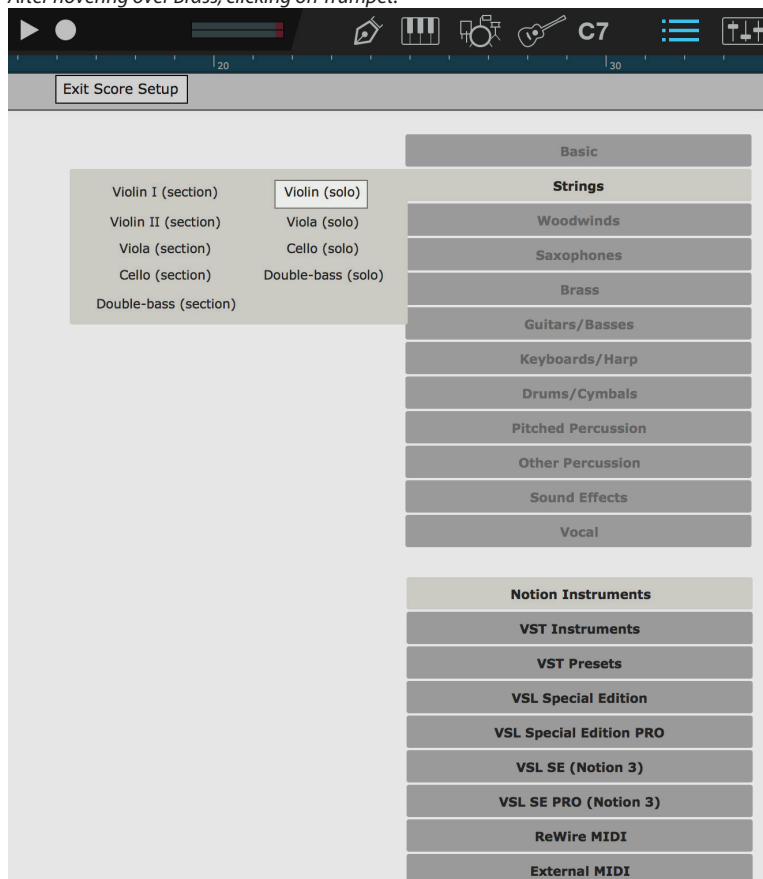 After hovering over Brass, clicking on Trumpet.
C7
20
30
Exit Score Setup
Basic
Strings
Violin I (section) Violin (solo)
Violin II (section) Viola (solo)
Viola (section) Cello (solo)
Cello (section) Double-bass (solo)
Double-bass (section)
Woodwinds
Saxophones
Brass
Guitars/Basses
Keyboards/Harp
Drums/Cymbals
Pitched Percussion
Other Percussion
Sound Effects
Vocal
Notion Instruments
VST Instruments
VST Presets
VSL Special Edition
VSL Special Edition PRO
VSL SE (Notion 3)
VSL SE PRO (Notion 3)
ReWire MIDI
External MIDI